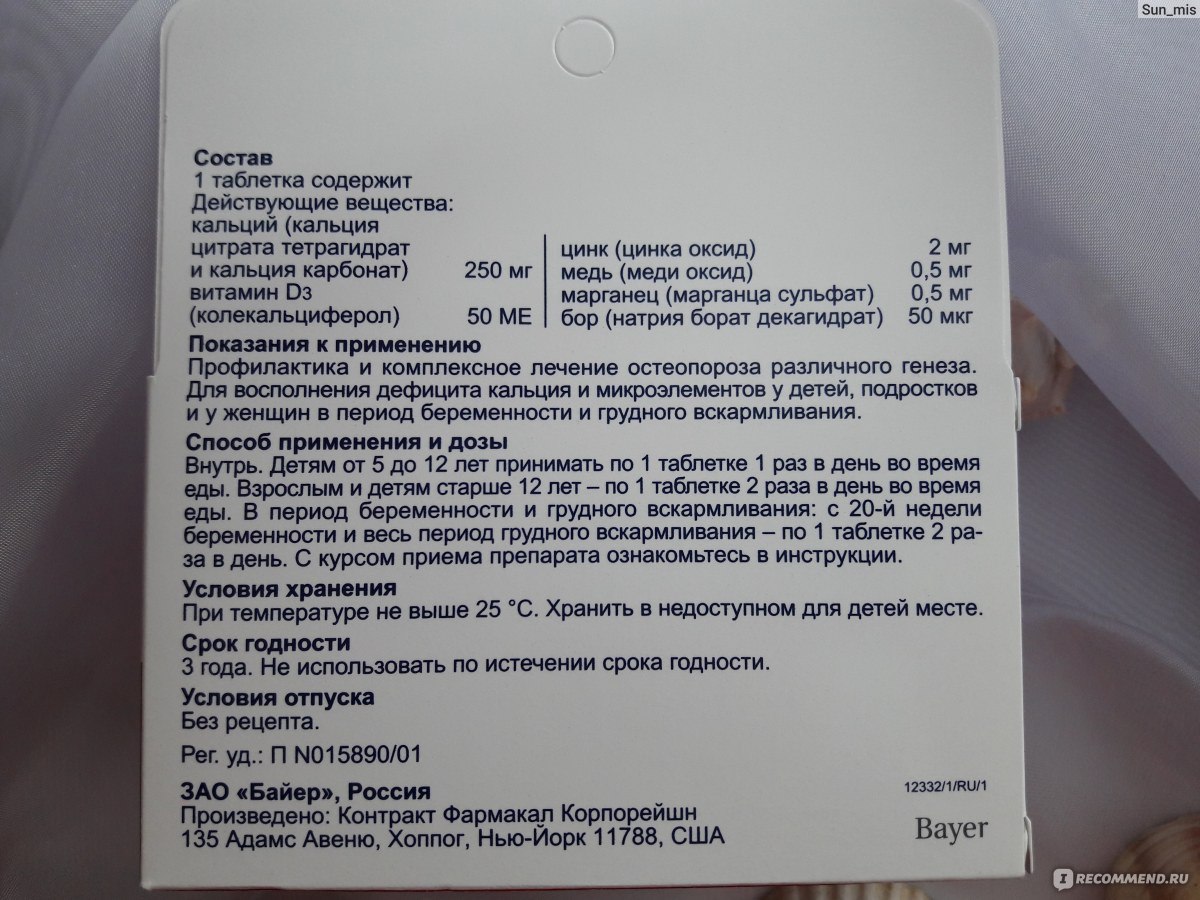 Sun_mis
Состав
1 таблетка содержит
Действующие вещества:
кальций (кальция
цитрата тетрагидрат
и кальция карбонат) 250 мг
витамин D3
(колекальциферол) 50 МЕ
цинк (цинка оксид) 2 мг
медь (меди оксид) 0,5 мг
марганец (марганца сульфат) 0,5 мг
бор (натрия борат декагидрат) 50 мкг
Показания к применению
Профилактика и комплексное лечение остеопороза различного генеза.
Для восполнения дефицита кальция и микроэлементов у детей, подростков
и у женщин в период беременности и грудного вскармливания.
Способ применения и дозы
Внутрь. Детям от 5 до 12 лет принимать по 1 таблетке 1 раз в день во время
еды. Взрослым и детям старше 12 лет – по 1 таблетке 2 раза в день во время
еды. В период беременности и грудного вскармливания: с 20-й недели
беременности и весь период грудного вскармливания – по 1 таблетке 2 ра-
за в день. С курсом приема препарата ознакомьтесь в инструкции.
Условия хранения
При температуре не выше 25 °C. Хранить в недоступном для детей месте.
Срок годности
3 года. Не использовать по истечении срока годности.
Условия отпуска
Без рецепта.
Рег. уд.: П N015890/01
ЗАО «Байер», Россия
Произведено: Контракт Фармакал Корпорейшн
135 Адамс Авеню, Хоппог, Нью-Йорк 11788, США
12332/1/RU/1
Bayer
IRECOMMEND.RU